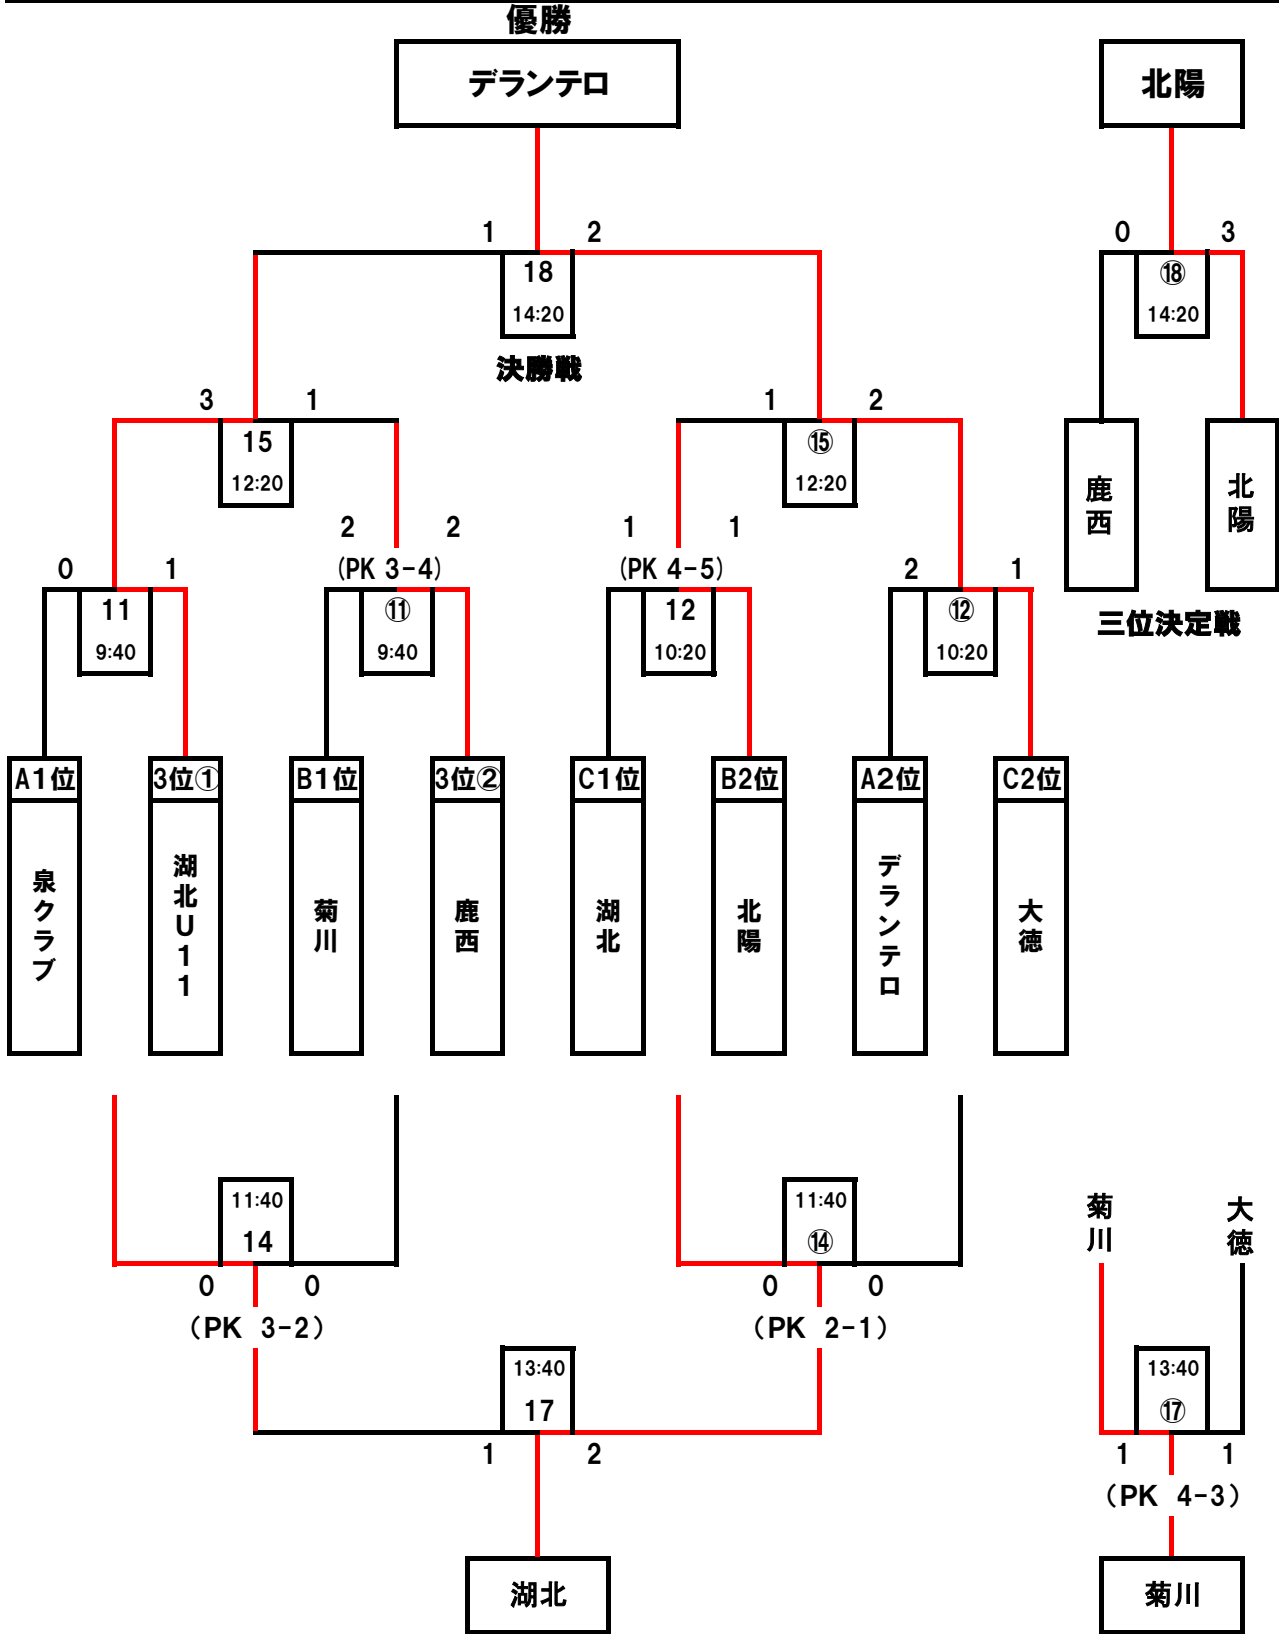 優勝
デランテロ
北陽
1
2
18
14:20
決勝戦
0
3
⑱
14:20
3
1
15
12:20
1
2
⑮
12:20
鹿西
北陽
三位決定戦
0
1
11
9:40
2
2
(PK 3-4)
⑪
9:40
1
1
(PK 4-5)
12
10:20
2
1
⑫
10:20
A1位
3位①
B1位
3位②
C1位
B2位
A2位
C2位
泉クラブ
湖北U11
菊川
鹿西
湖北
北陽
デランテロ
大徳
11:40
14
0
0
(PK 3-2)
11:40
⑭
0
0
(PK 2-1)
菊川
大徳
13:40
17
1
2
13:40
⑰
1
1
(PK 4-3)
湖北
菊川